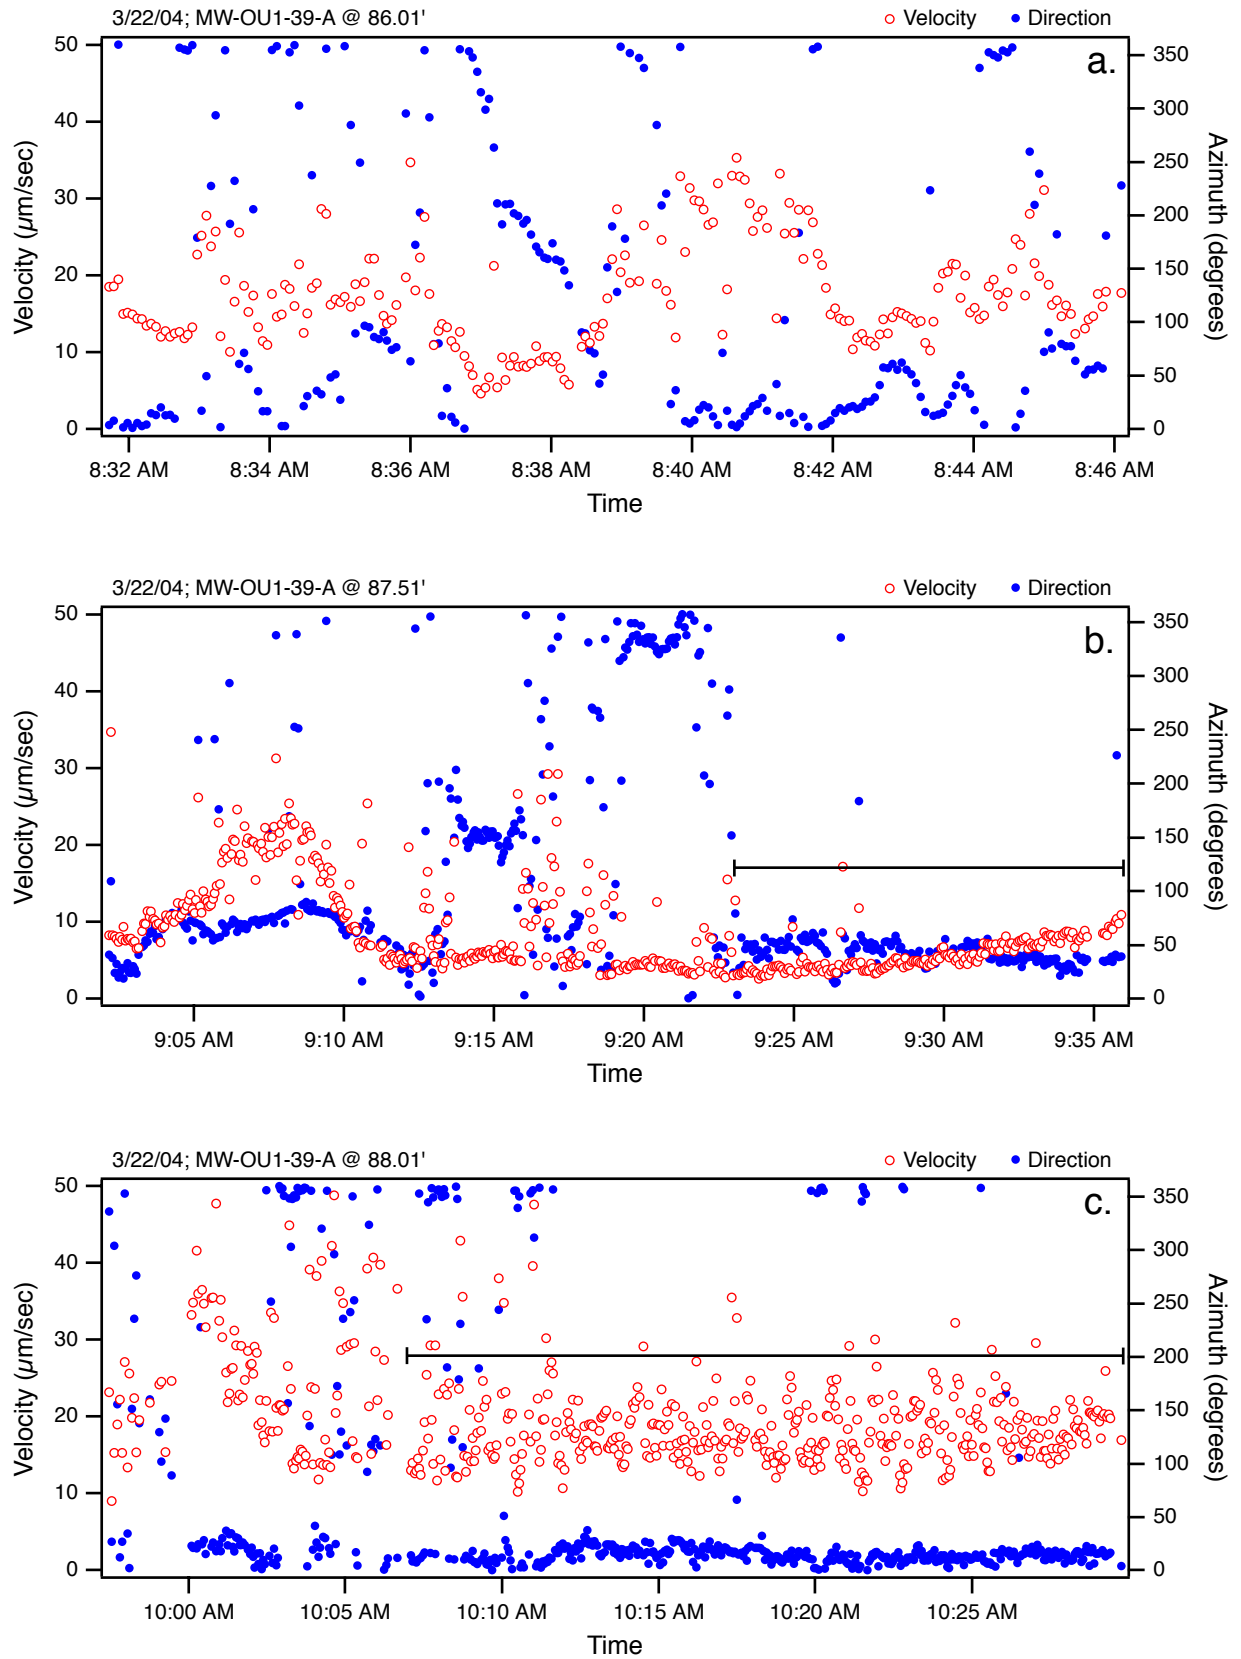 3/22/04; MW-OU1-39-A @ 86.01' Velocity Direction
a.
50
40
30
20
10
0
Velocity (µm/sec)
350
300
250
200
150
100
50
0
Azimuth (degrees)
8:32 AM 8:34 AM 8:36 AM 8:38 AM 8:40 AM 8:42 AM 8:44 AM 8:46 AM
Time
3/22/04; MW-OU1-39-A @ 87.51' Velocity Direction
b.
50
40
30
20
10
0
Velocity (µm/sec)
350
300
250
200
150
100
50
0
Azimuth (degrees)
9:05 AM 9:10 AM 9:15 AM 9:20 AM 9:25 AM 9:30 AM 9:35 AM
Time
3/22/04; MW-OU1-39-A @ 88.01' Velocity Direction
c.
50
40
30
20
10
0
Velocity (µm/sec)
350
300
250
200
150
100
50
0
Azimuth (degrees)
10:00 AM 10:05 AM 10:10 AM 10:15 AM 10:20 AM 10:25 AM
Time